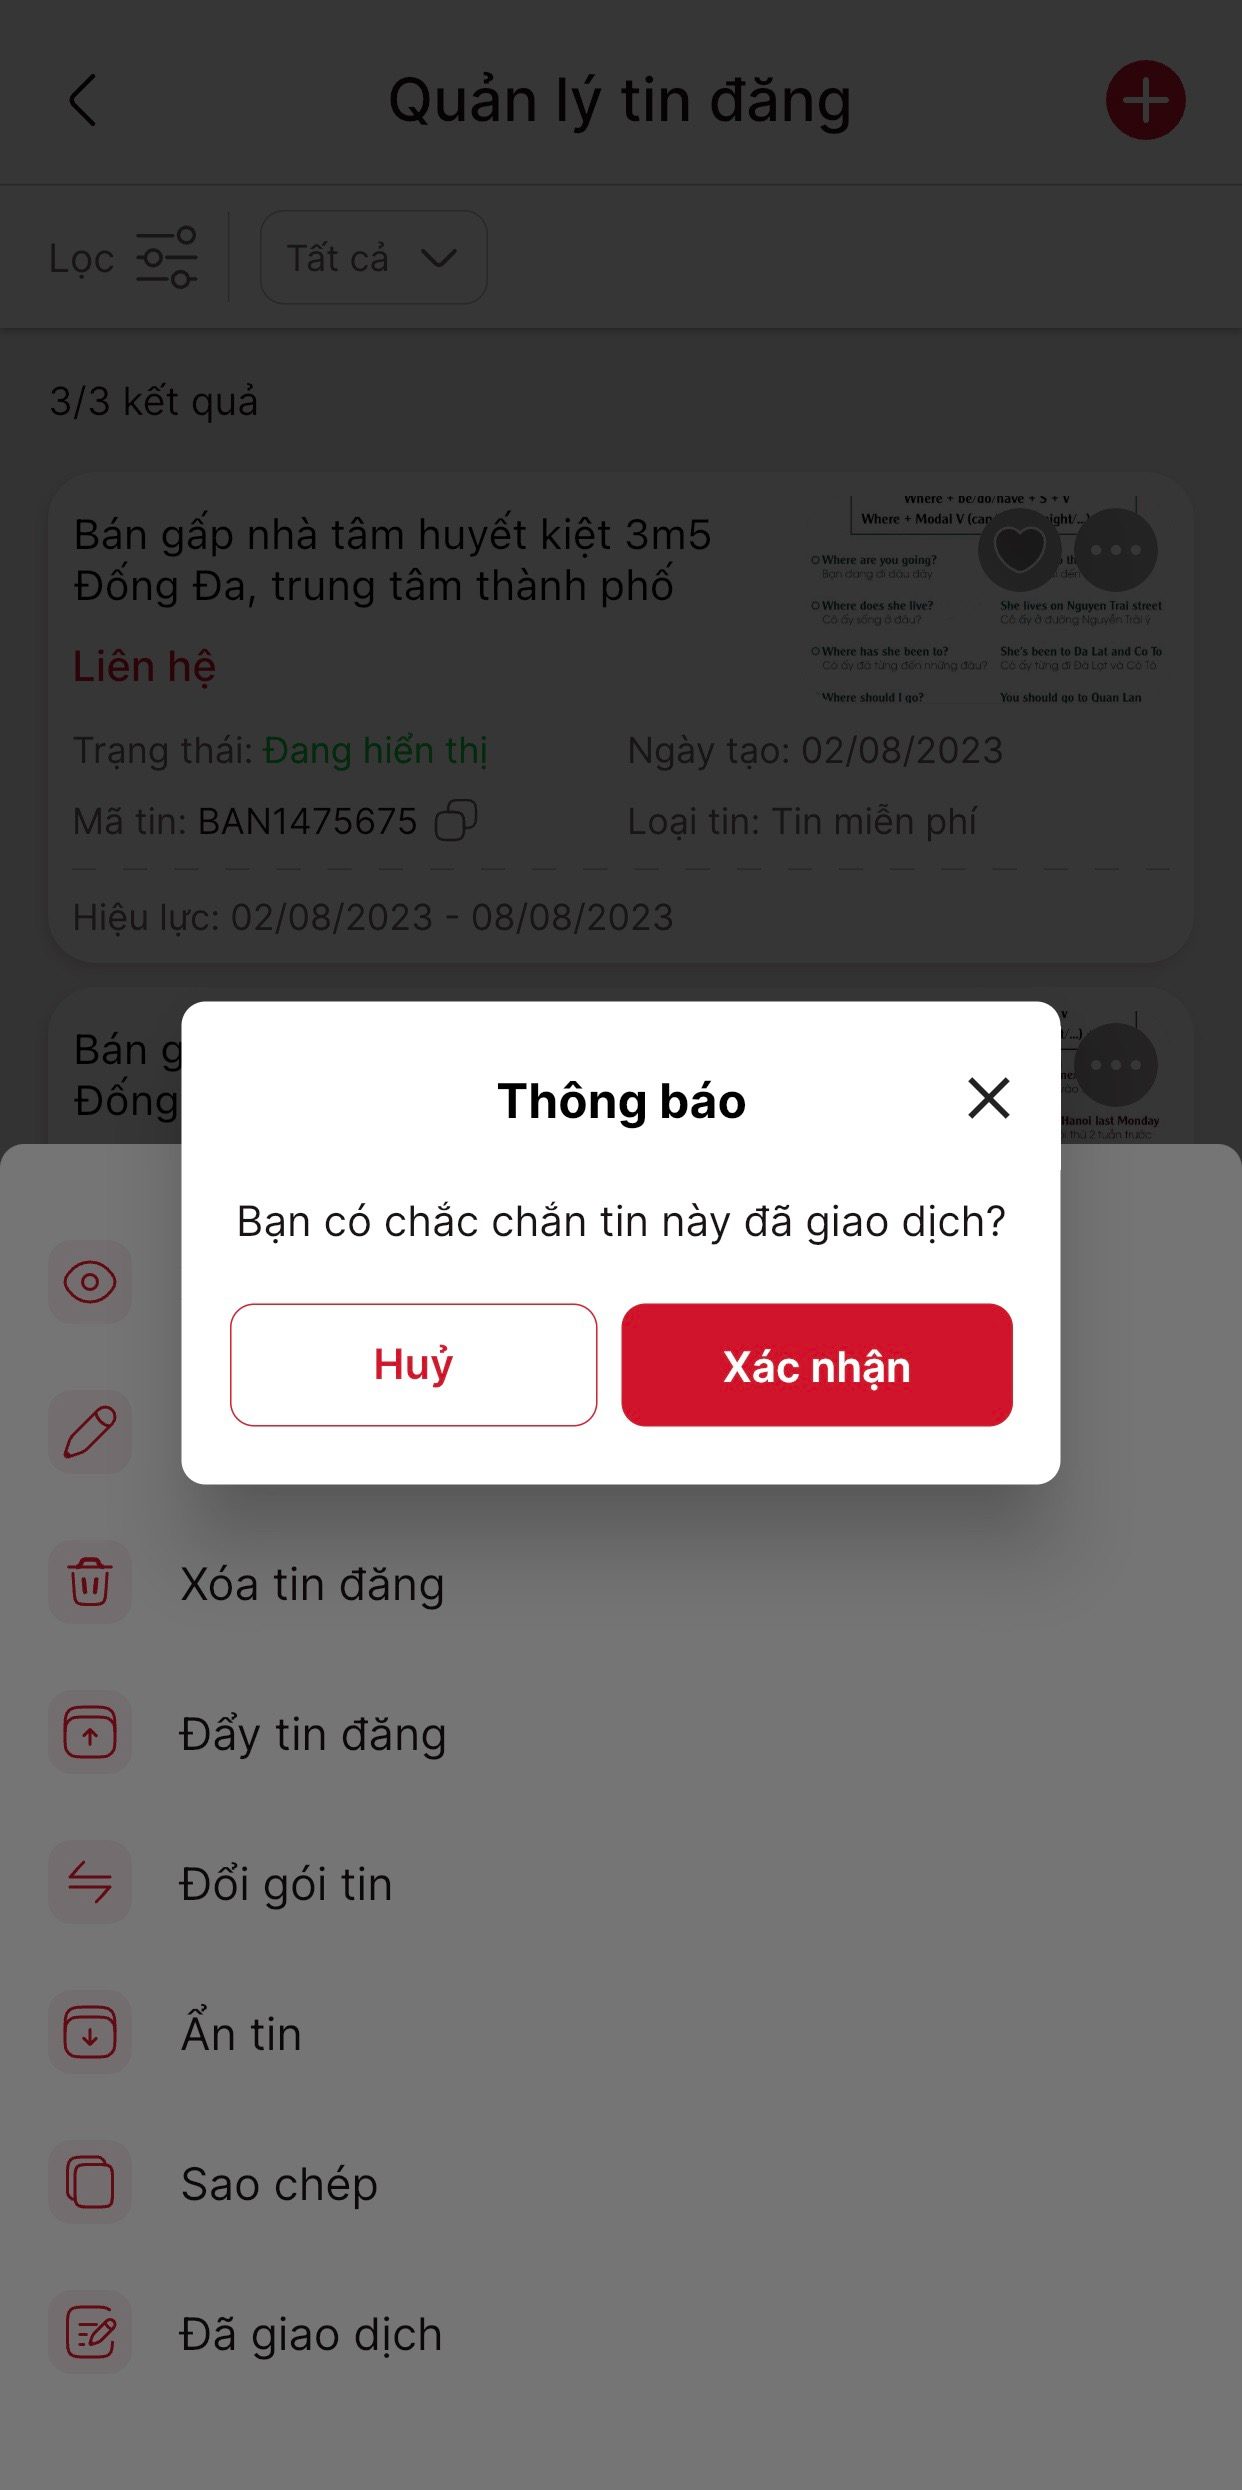 Quản lý tin đăng
Lọc
Tất cả
3/3 kết quả
Bán gấp nhà tâm huyết kiệt 3m5
Đống Đa, trung tâm thành phố
Liên hệ
Where + be/do/have + S + V
Where + Modal V (can
ight/...)
Where are you going?
Bạn đang đi đâu đấy
Where does she live?
She lives on Nguyen Trai street
Cô ấy sống ở đâu?
Cô ấy ở đường Nguyễn Trãi ý
Where has she been to?
She's been to Da Lat and Co To
Cô ấy đã từng đến những đâu?
Cô ấy từng đi Đà Lạt và Cô Tô
Where should I go?
You should go to Quan Lan
Trạng thái: Đang hiển thị
Ngày tạo: 02/08/2023
Mã tin: BAN1475675
Loại tin: Tin miễn phí
Hiệu lực: 02/08/2023 - 08/08/2023
Bán g
Đống
Hanoi last Monday
thứ 2 tuần trước
Thông báo
Bạn có chắc chắn tin này đã giao dịch?
Huỷ
Xác nhận
Xóa tin đăng
Đẩy tin đăng
Đổi gói tin
Ẩn tin
Sao chép
Đã giao dịch